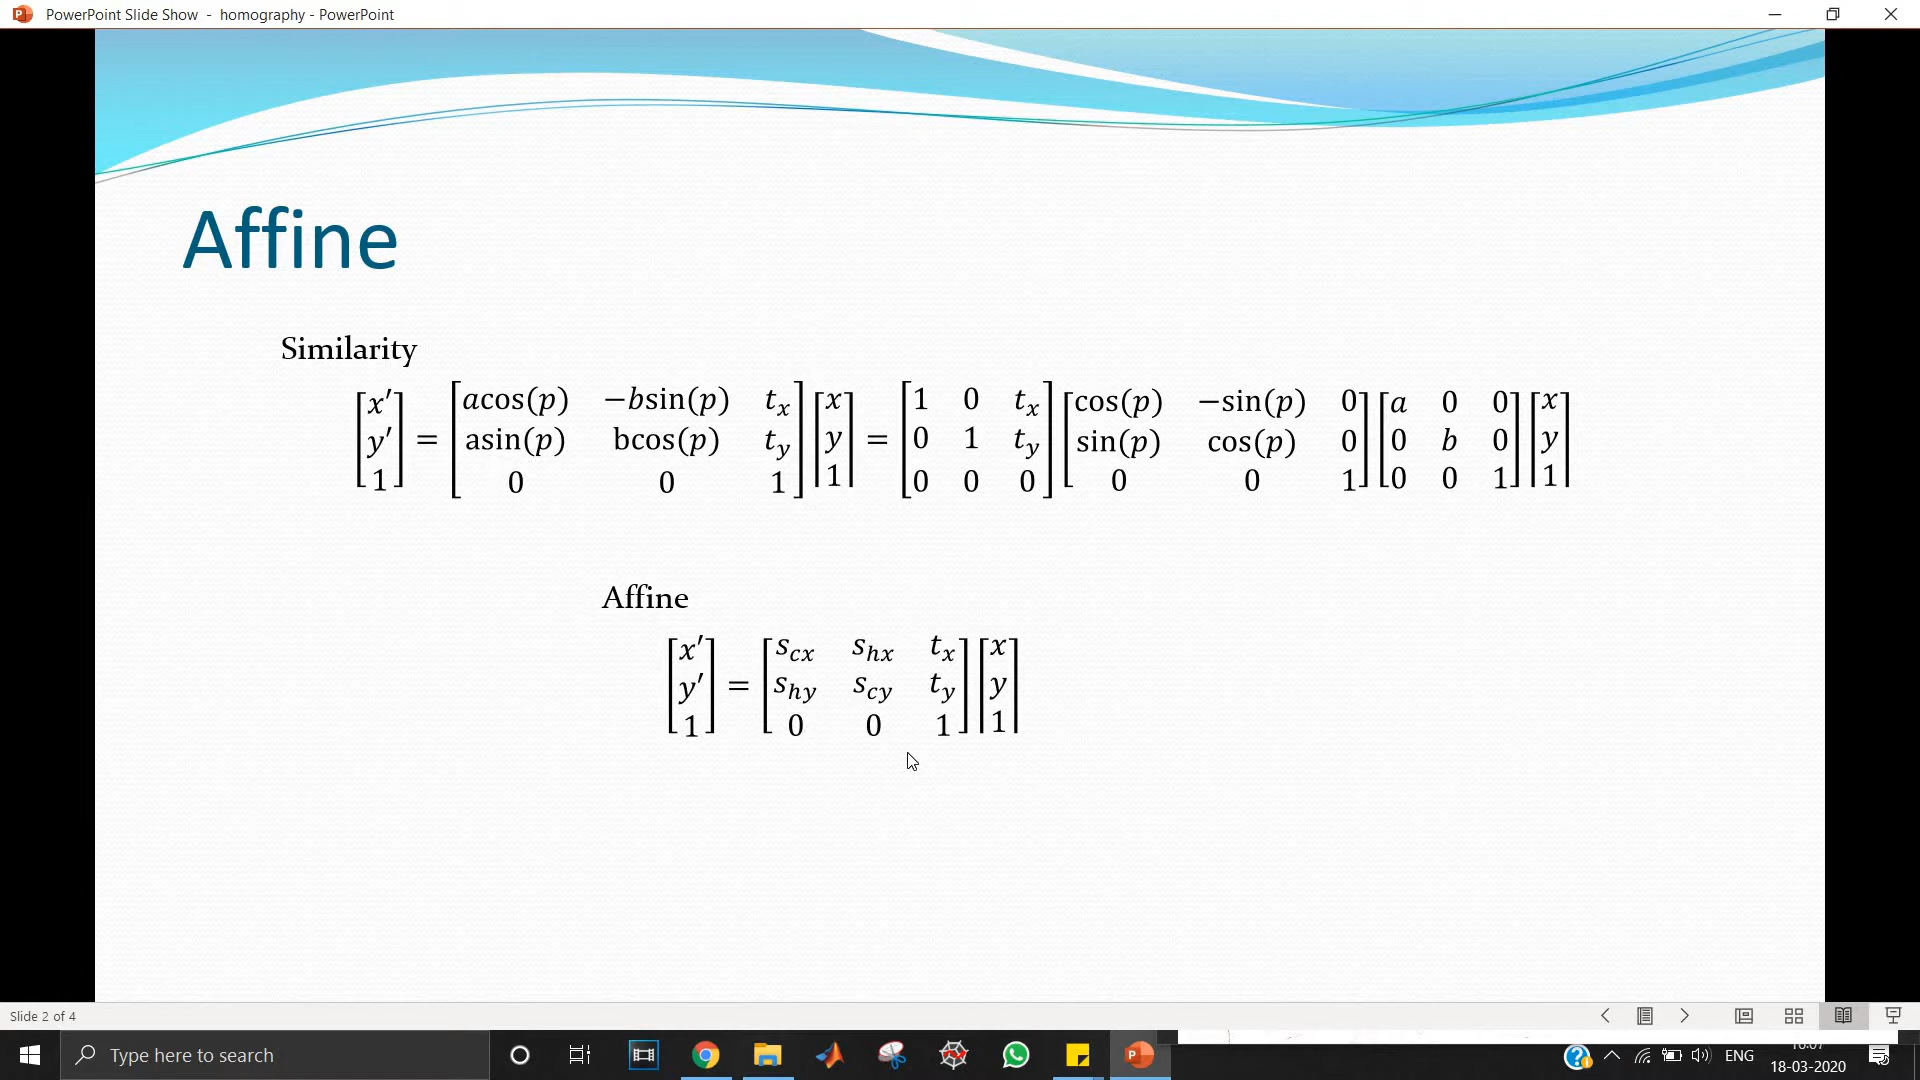 PowerPoint Slide Show - homography - PowerPoint
Affine
Similarity
[x′ y′ 1] = [acos(p) −bsin(p) t_x; asin(p) bcos(p) t_y; 0 0 1] [x y 1] = [1 0 t_x; 0 1 t_y; 0 0 0] [cos(p) −sin(p) 0; sin(p) cos(p) 0; 0 0 1] [a 0 0; 0 b 0; 0 0 1] [x y 1]
Affine
[x′ y′ 1] = [s_cx s_hx t_x; s_hy s_cy t_y; 0 0 1] [x y 1]
Slide 2 of 4
Type here to search
ENG
18-03-2020